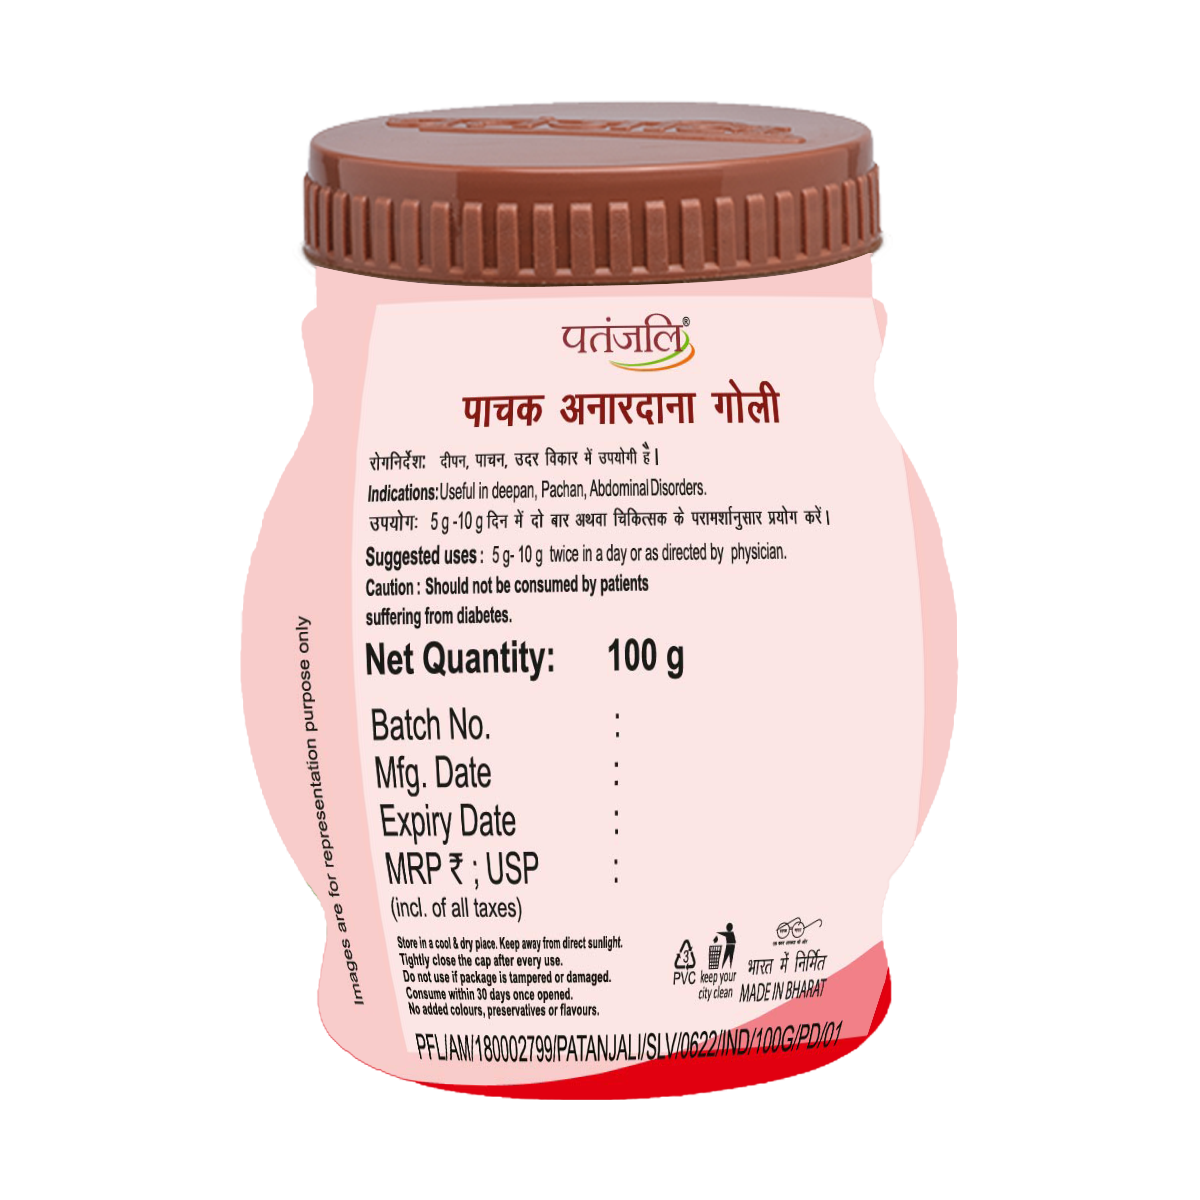 पतंजलि®
पाचक अनारदाना गोली
रोगनिर्देश: दीपन, पाचन, उदर विकार में उपयोगी है।
Indications: Useful in deepan, Pachan, Abdominal Disorders.
उपयोग: 5 g -10 g दिन में दो बार अथवा चिकित्सक के परामर्शानुसार प्रयोग करें।
Suggested uses : 5 g- 10 g twice in a day or as directed by physician.
Caution : Should not be consumed by patients
suffering from diabetes.
Net Quantity: 100 g
Batch No. :
Mfg. Date :
Expiry Date :
MRP ₹ ; USP :
(incl. of all taxes)
Store in a cool & dry place. Keep away from direct sunlight.
Tightly close the cap after every use.
Do not use if package is tampered or damaged.
Consume within 30 days once opened.
No added colours, preservatives or flavours.
3
PVC
keep your
city clean
भारत में निर्मित
MADE IN BHARAT
PFL/AM/180002799/PATANJALI/SLV/0622/IND/100G/PD/01
Images are for representation purpose only